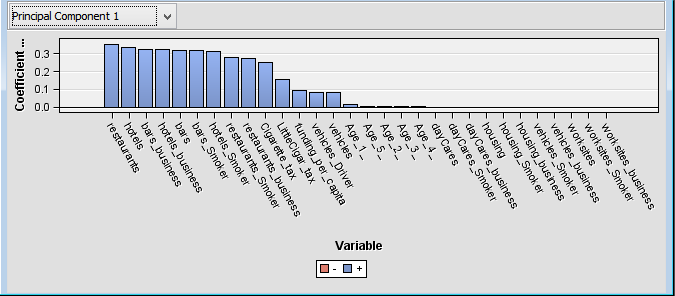 Principal Component 1
Coefficient ...
0.3
0.2
0.1
0.0
restaurants
hotels
bars_business
hotels_business
bars
bars_Smoker
hotels_Smoker
restaurants_Smoker
restaurants_business
Cigarette_tax
LittleCigar_tax
funding_per_capita
vehicles_Driver
vehicles
Age_1_
Age_5_
Age_2_
Age_3_
Age_4_
dayCares
dayCares_Smoker
dayCares_business
housing
housing_Smoker
housing_business
vehicles_Smoker
vehicles_business
worksites
worksites_Smoker
worksites_business
Variable
- +